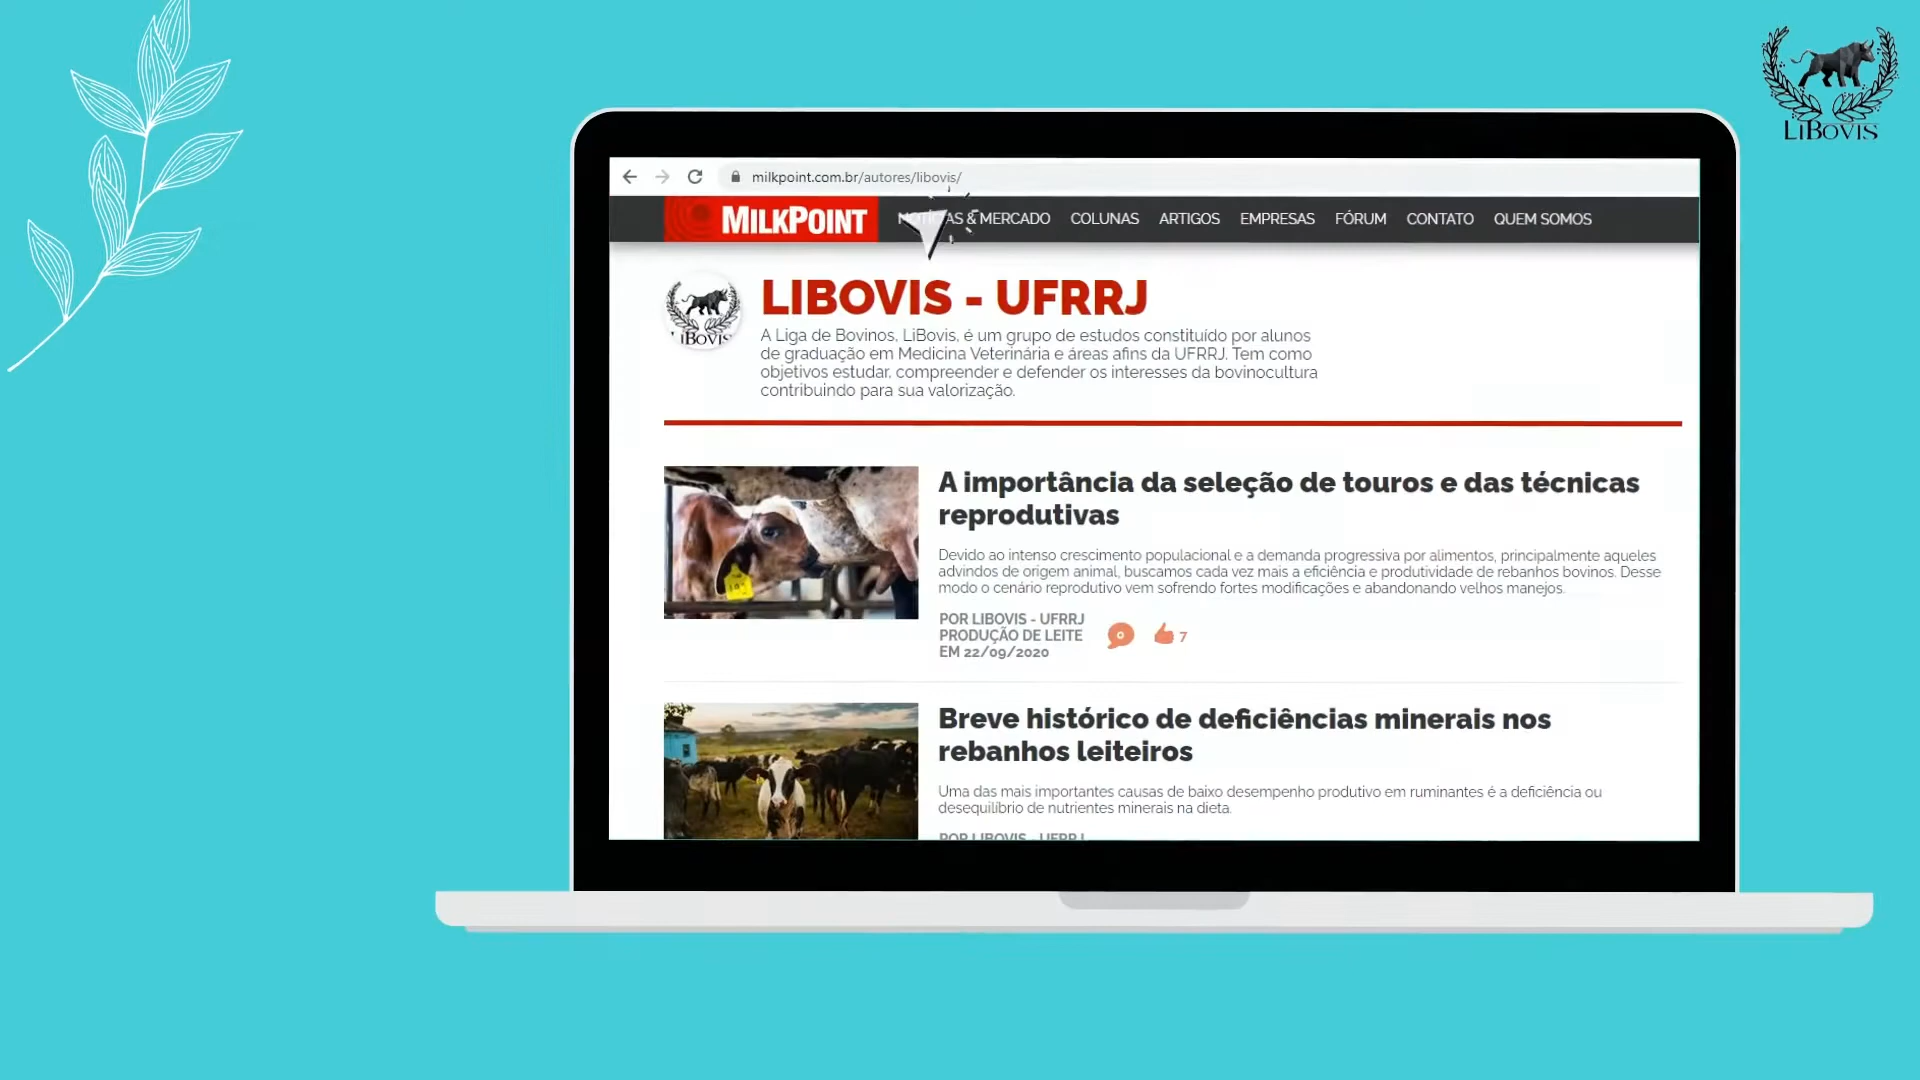 LIBOVIS
milkpoint.com.br/autores/libovis/
MILKPOINT
NOTÍCIAS & MERCADO COLUNAS ARTIGOS EMPRESAS FÓRUM CONTATO QUEM SOMOS
LIBOVIS
LIBOVIS - UFRRJ
A Liga de Bovinos, LiBovis, é um grupo de estudos constituído por alunos
de graduação em Medicina Veterinária e áreas afins da UFRRJ. Tem como
objetivos estudar, compreender e defender os interesses da bovinocultura
contribuindo para sua valorização.
A importância da seleção de touros e das técnicas
reprodutivas
Devido ao intenso crescimento populacional e a demanda progressiva por alimentos, principalmente aqueles
advindos de origem animal, buscamos cada vez mais a eficiência e produtividade de rebanhos bovinos. Desse
modo o cenário reprodutivo vem sofrendo fortes modificações e abandonando velhos manejos.
POR LIBOVIS - UFRRJ
PRODUÇÃO DE LEITE
EM 22/09/2020
0 7
Breve histórico de deficiências minerais nos
rebanhos leiteiros
Uma das mais importantes causas de baixo desempenho produtivo em ruminantes é a deficiência ou
desequilíbrio de nutrientes minerais na dieta.
POR LIBOVIS - UFRRJ